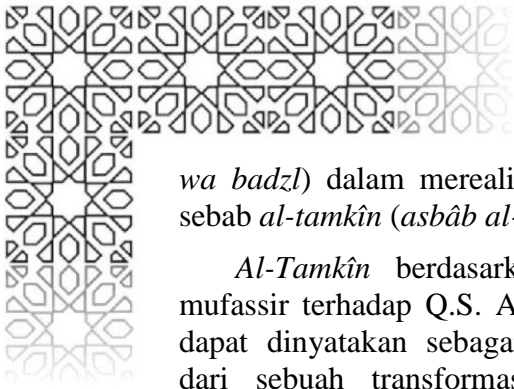 wa badzl) dalam mereali
sebab al-tamkîn (asbâb al-
Al-Tamkîn berdasark
mufassir terhadap Q.S. A
dapat dinyatakan sebaga
dari sebuah transformas